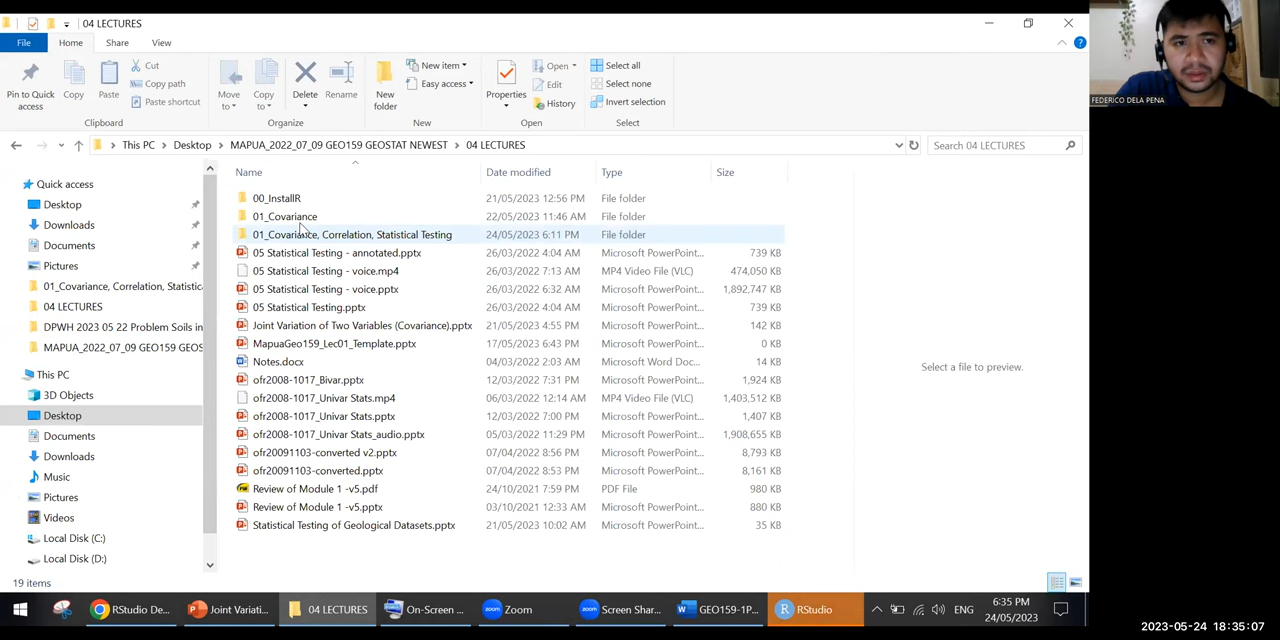 04 LECTURES
File Home Share View
Pin to Quick access
Copy
Paste
Cut
Copy path
Paste shortcut
Clipboard
Move to
Copy to
Delete
Rename
Organize
New folder
New item
Easy access
New
Properties
Open
Edit
History
Open
Select all
Select none
Invert selection
Select
FEDERICO DELA PENA
This PC > Desktop > MAPUA_2022_07_09 GEO159 GEOSTAT NEWEST > 04 LECTURES
Search 04 LECTURES
Quick access
Desktop
Downloads
Documents
Pictures
01_Covariance, Correlation, Statistica
04 LECTURES
DPWH 2023 05 22 Problem Soils in
MAPUA_2022_07_09 GEO159 GEOS
This PC
3D Objects
Desktop
Documents
Downloads
Music
Pictures
Videos
Local Disk (C:)
Local Disk (D:)
Name Date modified Type Size
00_InstallR 21/05/2023 12:56 PM File folder
01_Covariance 22/05/2023 11:46 AM File folder
01_Covariance, Correlation, Statistical Testing 24/05/2023 6:11 PM File folder
05 Statistical Testing - annotated.pptx 26/03/2022 4:04 AM Microsoft PowerPoint... 739 KB
05 Statistical Testing - voice.mp4 26/03/2022 7:13 AM MP4 Video File (VLC) 474,050 KB
05 Statistical Testing - voice.pptx 26/03/2022 6:32 AM Microsoft PowerPoint... 1,892,747 KB
05 Statistical Testing.pptx 26/03/2022 4:04 AM Microsoft PowerPoint... 739 KB
Joint Variation of Two Variables (Covariance).pptx 21/05/2023 4:55 PM Microsoft PowerPoint... 142 KB
MapuaGeo159_Lec01_Template.pptx 17/05/2023 6:43 PM Microsoft PowerPoint... 0 KB
Notes.docx 04/03/2022 2:03 AM Microsoft Word Doc... 14 KB
ofr2008-1017_Bivar.pptx 12/03/2022 7:31 PM Microsoft PowerPoint... 1,924 KB
ofr2008-1017_Univar Stats.mp4 06/03/2022 12:14 AM MP4 Video File (VLC) 1,403,512 KB
ofr2008-1017_Univar Stats.pptx 12/03/2022 7:00 PM Microsoft PowerPoint... 1,407 KB
ofr2008-1017_Univar Stats_audio.pptx 05/03/2022 11:29 PM Microsoft PowerPoint... 1,908,655 KB
ofr20091103-converted v2.pptx 07/04/2022 8:56 PM Microsoft PowerPoint... 8,793 KB
ofr20091103-converted.pptx 07/04/2022 8:53 PM Microsoft PowerPoint... 8,161 KB
Review of Module 1 -v5.pdf 24/10/2021 7:59 PM PDF File 980 KB
Review of Module 1 -v5.pptx 03/10/2021 12:33 AM Microsoft PowerPoint... 880 KB
Statistical Testing of Geological Datasets.pptx 21/05/2023 10:02 AM Microsoft PowerPoint... 35 KB
Select a file to preview.
19 items
RStudio De...
Joint Variati...
04 LECTURES
On-Screen ...
Zoom
Screen Shar...
GEO159-1P...
RStudio
ENG
6:35 PM
24/05/2023
2023-05-24 18:35:07